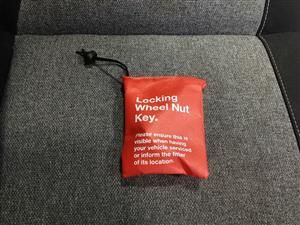 Locking
Wheel Nut
Key.
Please ensure this is
visible when having
your vehicle serviced
or inform the fitter
of its location.